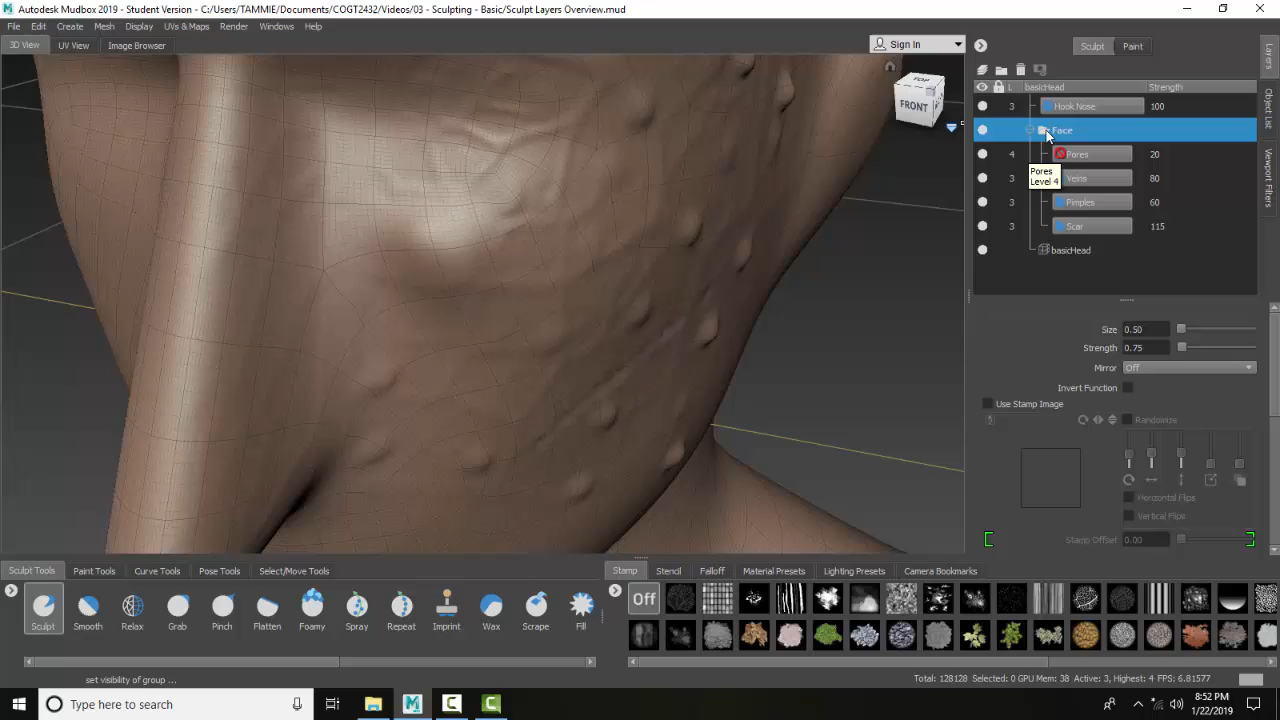 Autodesk Mudbox 2019 - Student Version - C:/Users/TAMMIE/Documents/COGT2432/Videos/03 - Sculpting - Basic/Sculpt Layers Overview.mud
File Edit Create Mesh Display UVs & Maps Render Windows Help
3D View UV View Image Browser Sign In Sculpt Paint
Layers
Object List
Viewport Filters
TOP
FRONT
L basicHead Strength
3 Hook Nose 100
Face
4 Pores 20
Pores
Level 4
3 Veins 80
3 Pimples 60
3 Scar 115
basicHead
Size 0.50
Strength 0.75
Mirror Off
Invert Function
Use Stamp Image
Randomize
Horizontal Flips
Vertical Flips
Stamp Offset 0.00
Sculpt Tools Paint Tools Curve Tools Pose Tools Select/Move Tools
Stamp Stencil Falloff Material Presets Lighting Presets Camera Bookmarks
Off
Sculpt Smooth Relax Grab Pinch Flatten Foamy Spray Repeat Imprint Wax Scrape Fill
set visibility of group ...
Total: 128128 Selected: 0 GPU Mem: 38 Active: 3, Highest: 4 FPS: 6.81577
Type here to search
8:52 PM
1/22/2019